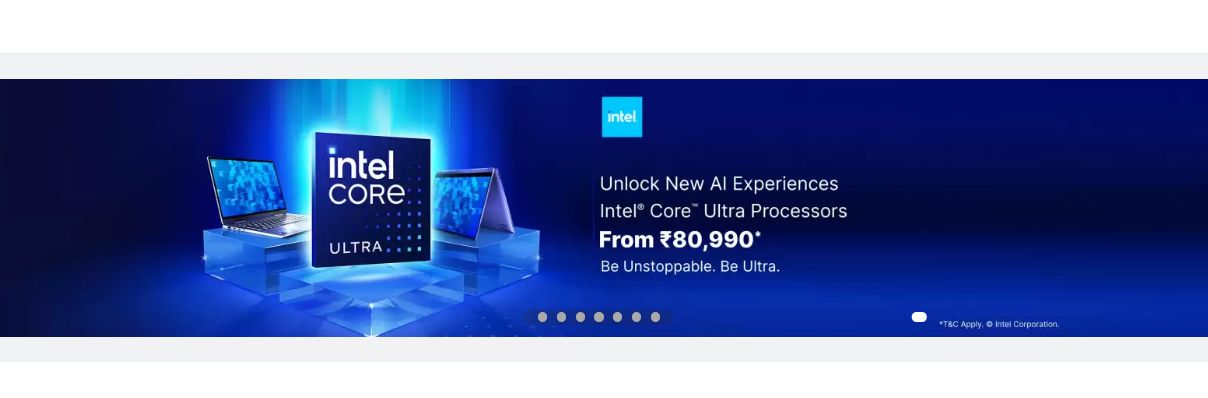 intel
CORE
ULTRA
intel
Unlock New AI Experiences
Intel® Core™ Ultra Processors
From ₹80,990*
Be Unstoppable. Be Ultra.
*T&C Apply. © Intel Corporation.